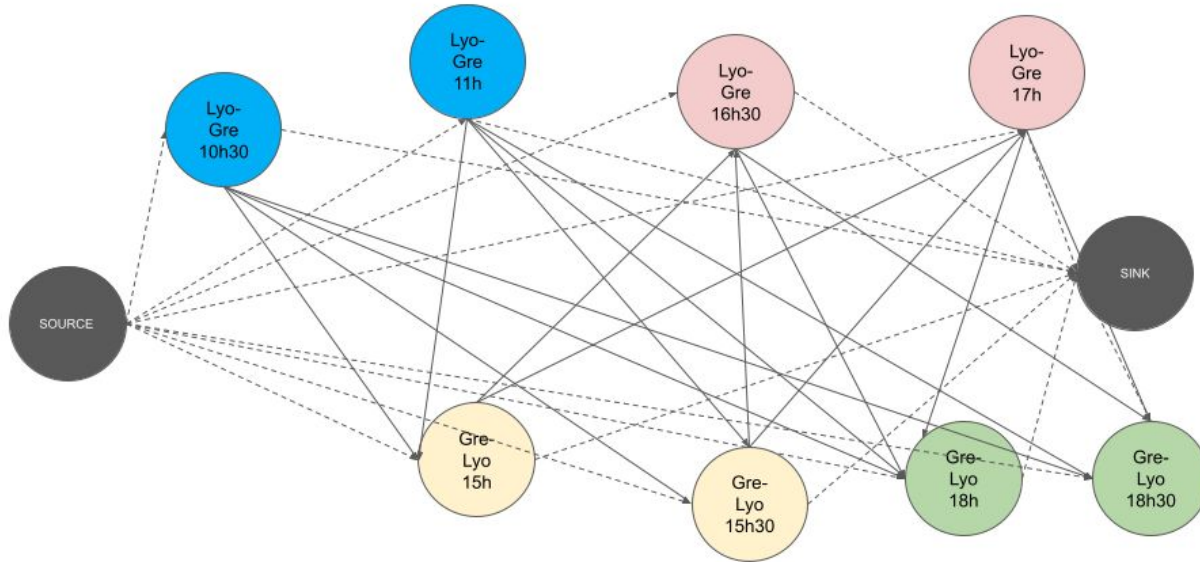 Lyo-
Gre
10h30
Lyo-
Gre
11h
Lyo-
Gre
16h30
Lyo-
Gre
17h
SOURCE
SINK
Gre-
Lyo
15h
Gre-
Lyo
15h30
Gre-
Lyo
18h
Gre-
Lyo
18h30